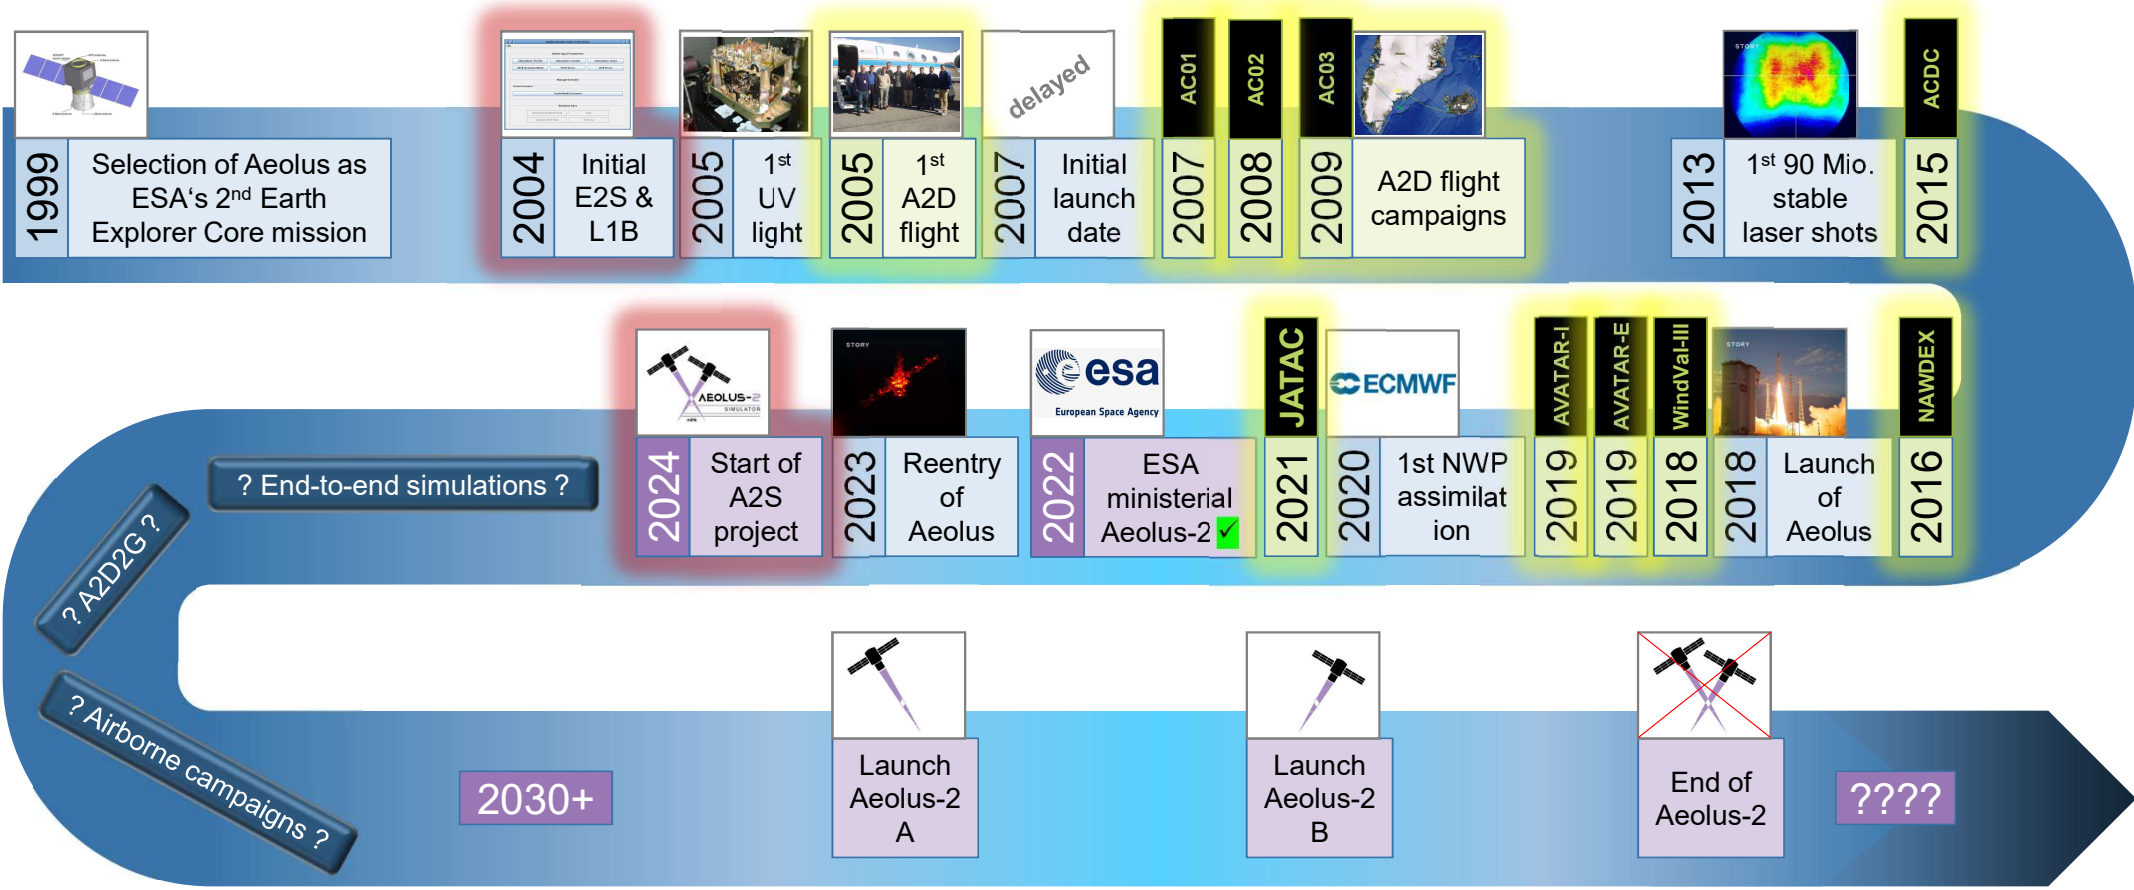 1999
Selection of Aeolus as
ESA‘s 2nd Earth
Explorer Core mission
2004
Initial
E2S &
L1B
2005
1st
UV
light
2005
1st
A2D
flight
delayed
2007
Initial
launch
date
AC01
2007
AC02
2008
AC03
2009
A2D flight
campaigns
STORY
2013
1st 90 Mio.
stable
laser shots
ACDC
2015
NAWDEX
2016
STORY
2018
Launch
of
Aeolus
WindVal-III
2018
AVATAR-E
2019
AVATAR-I
2019
ECMWF
2020
1st NWP
assimilat
ion
JATAC
2021
esa
European Space Agency
2022
ESA
ministerial
Aeolus-2 ✓
STORY
2023
Reentry
of
Aeolus
AEOLUS-2
SIMULATOR
2024
Start of
A2S
project
? End-to-end simulations ?
? A2D2G ?
? Airborne campaigns ?
2030+
Launch
Aeolus-2
A
Launch
Aeolus-2
B
End of
Aeolus-2
????